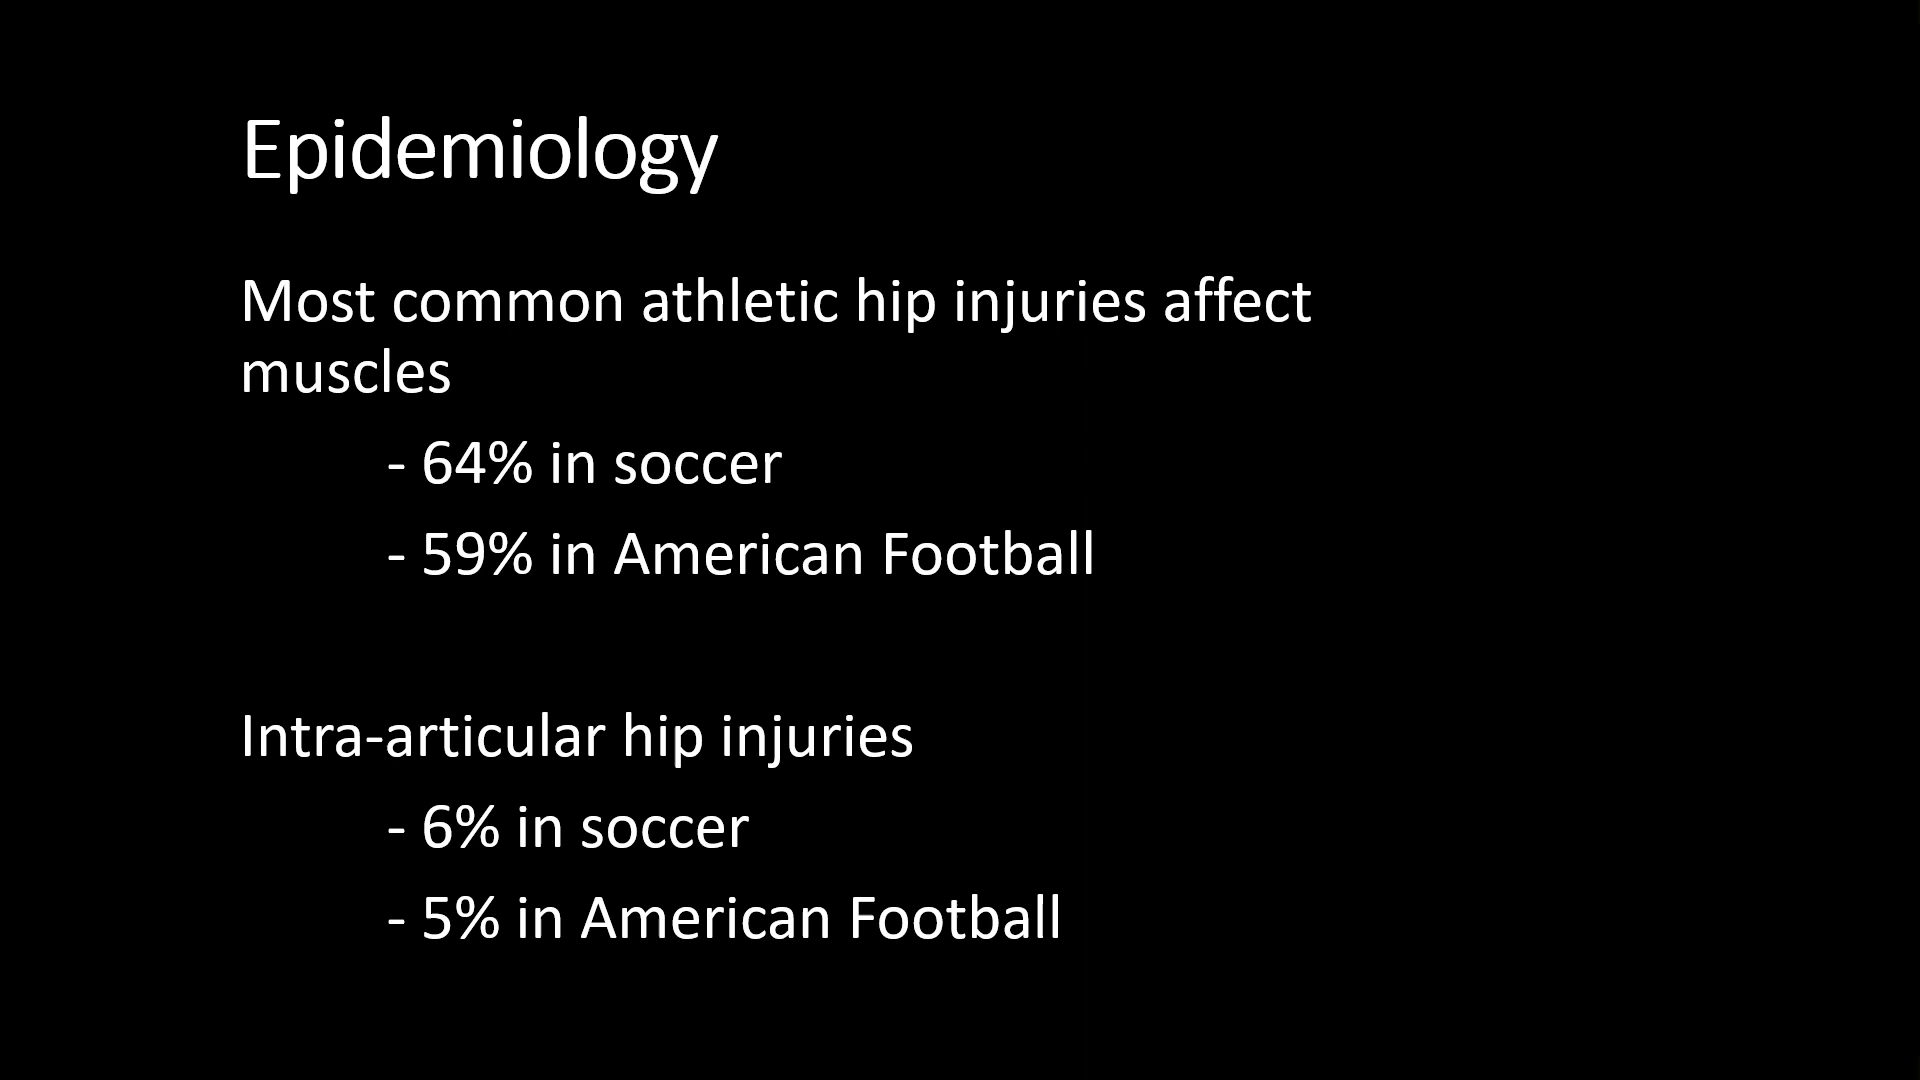 Epidemiology
Most common athletic hip injuries affect
muscles
- 64% in soccer
- 59% in American Football
Intra-articular hip injuries
- 6% in soccer
- 5% in American Football